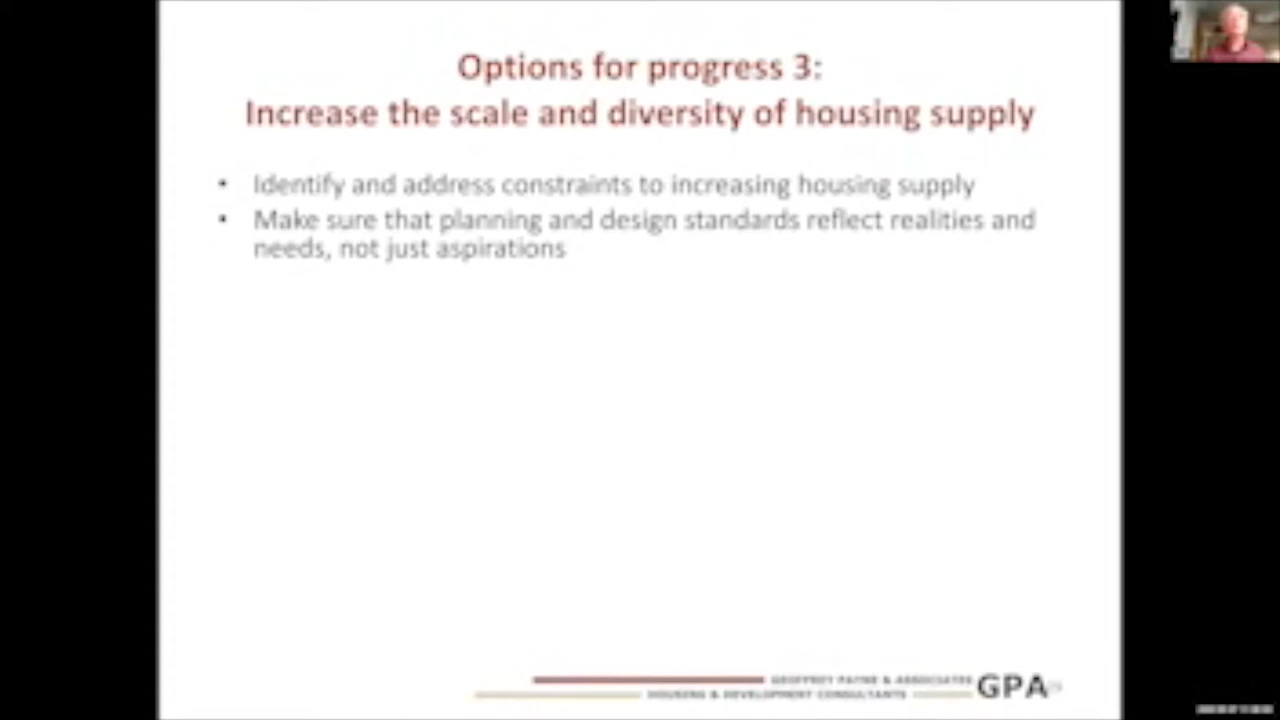 Options for progress 3:
Increase the scale and diversity of housing supply
• Identify and address constraints to increasing housing supply
• Make sure that planning and design standards reflect realities and
needs, not just aspirations
GEOFFREY PAYNE & ASSOCIATES GPA
HOUSING & DEVELOPMENT CONSULTANTS